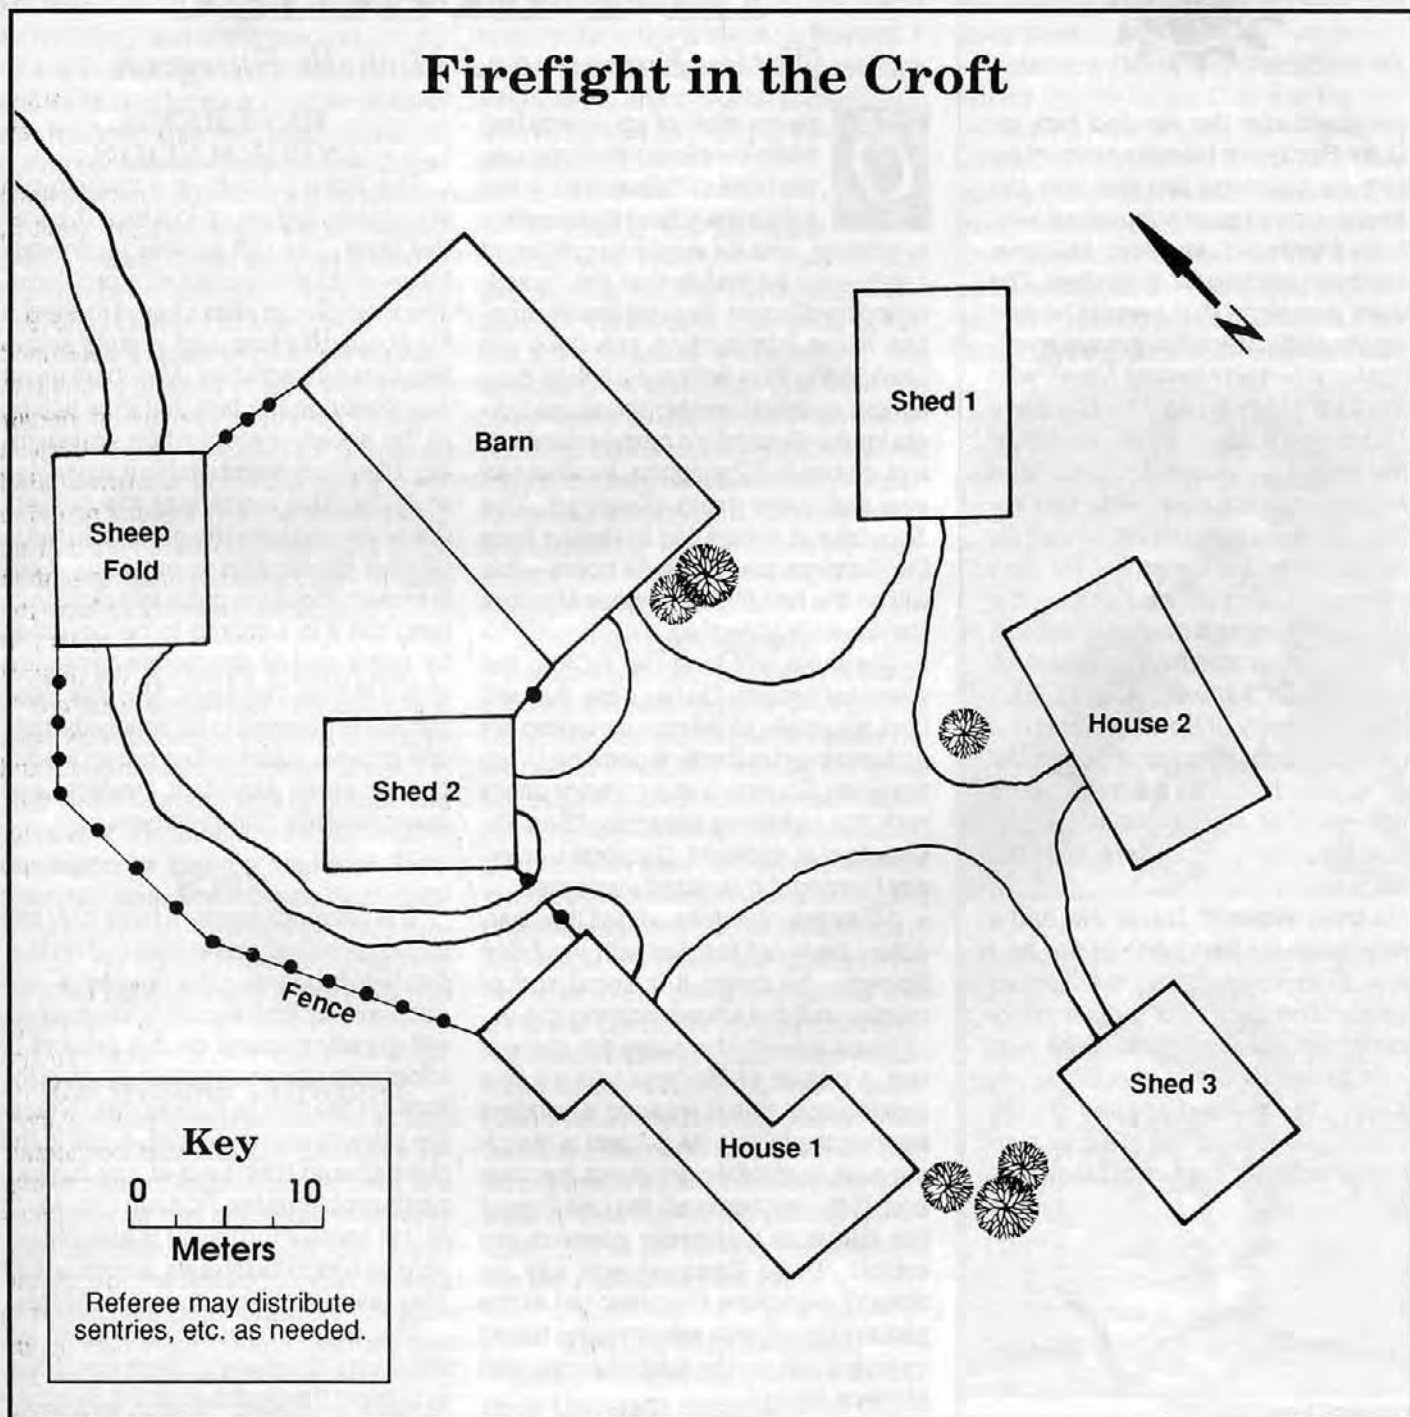 Firefight in the Croft
N
Shed 1
Barn
Sheep
Fold
House 2
Shed 2
Fence
Shed 3
House 1
Key
0 10
Meters
Referee may distribute
sentries, etc. as needed.